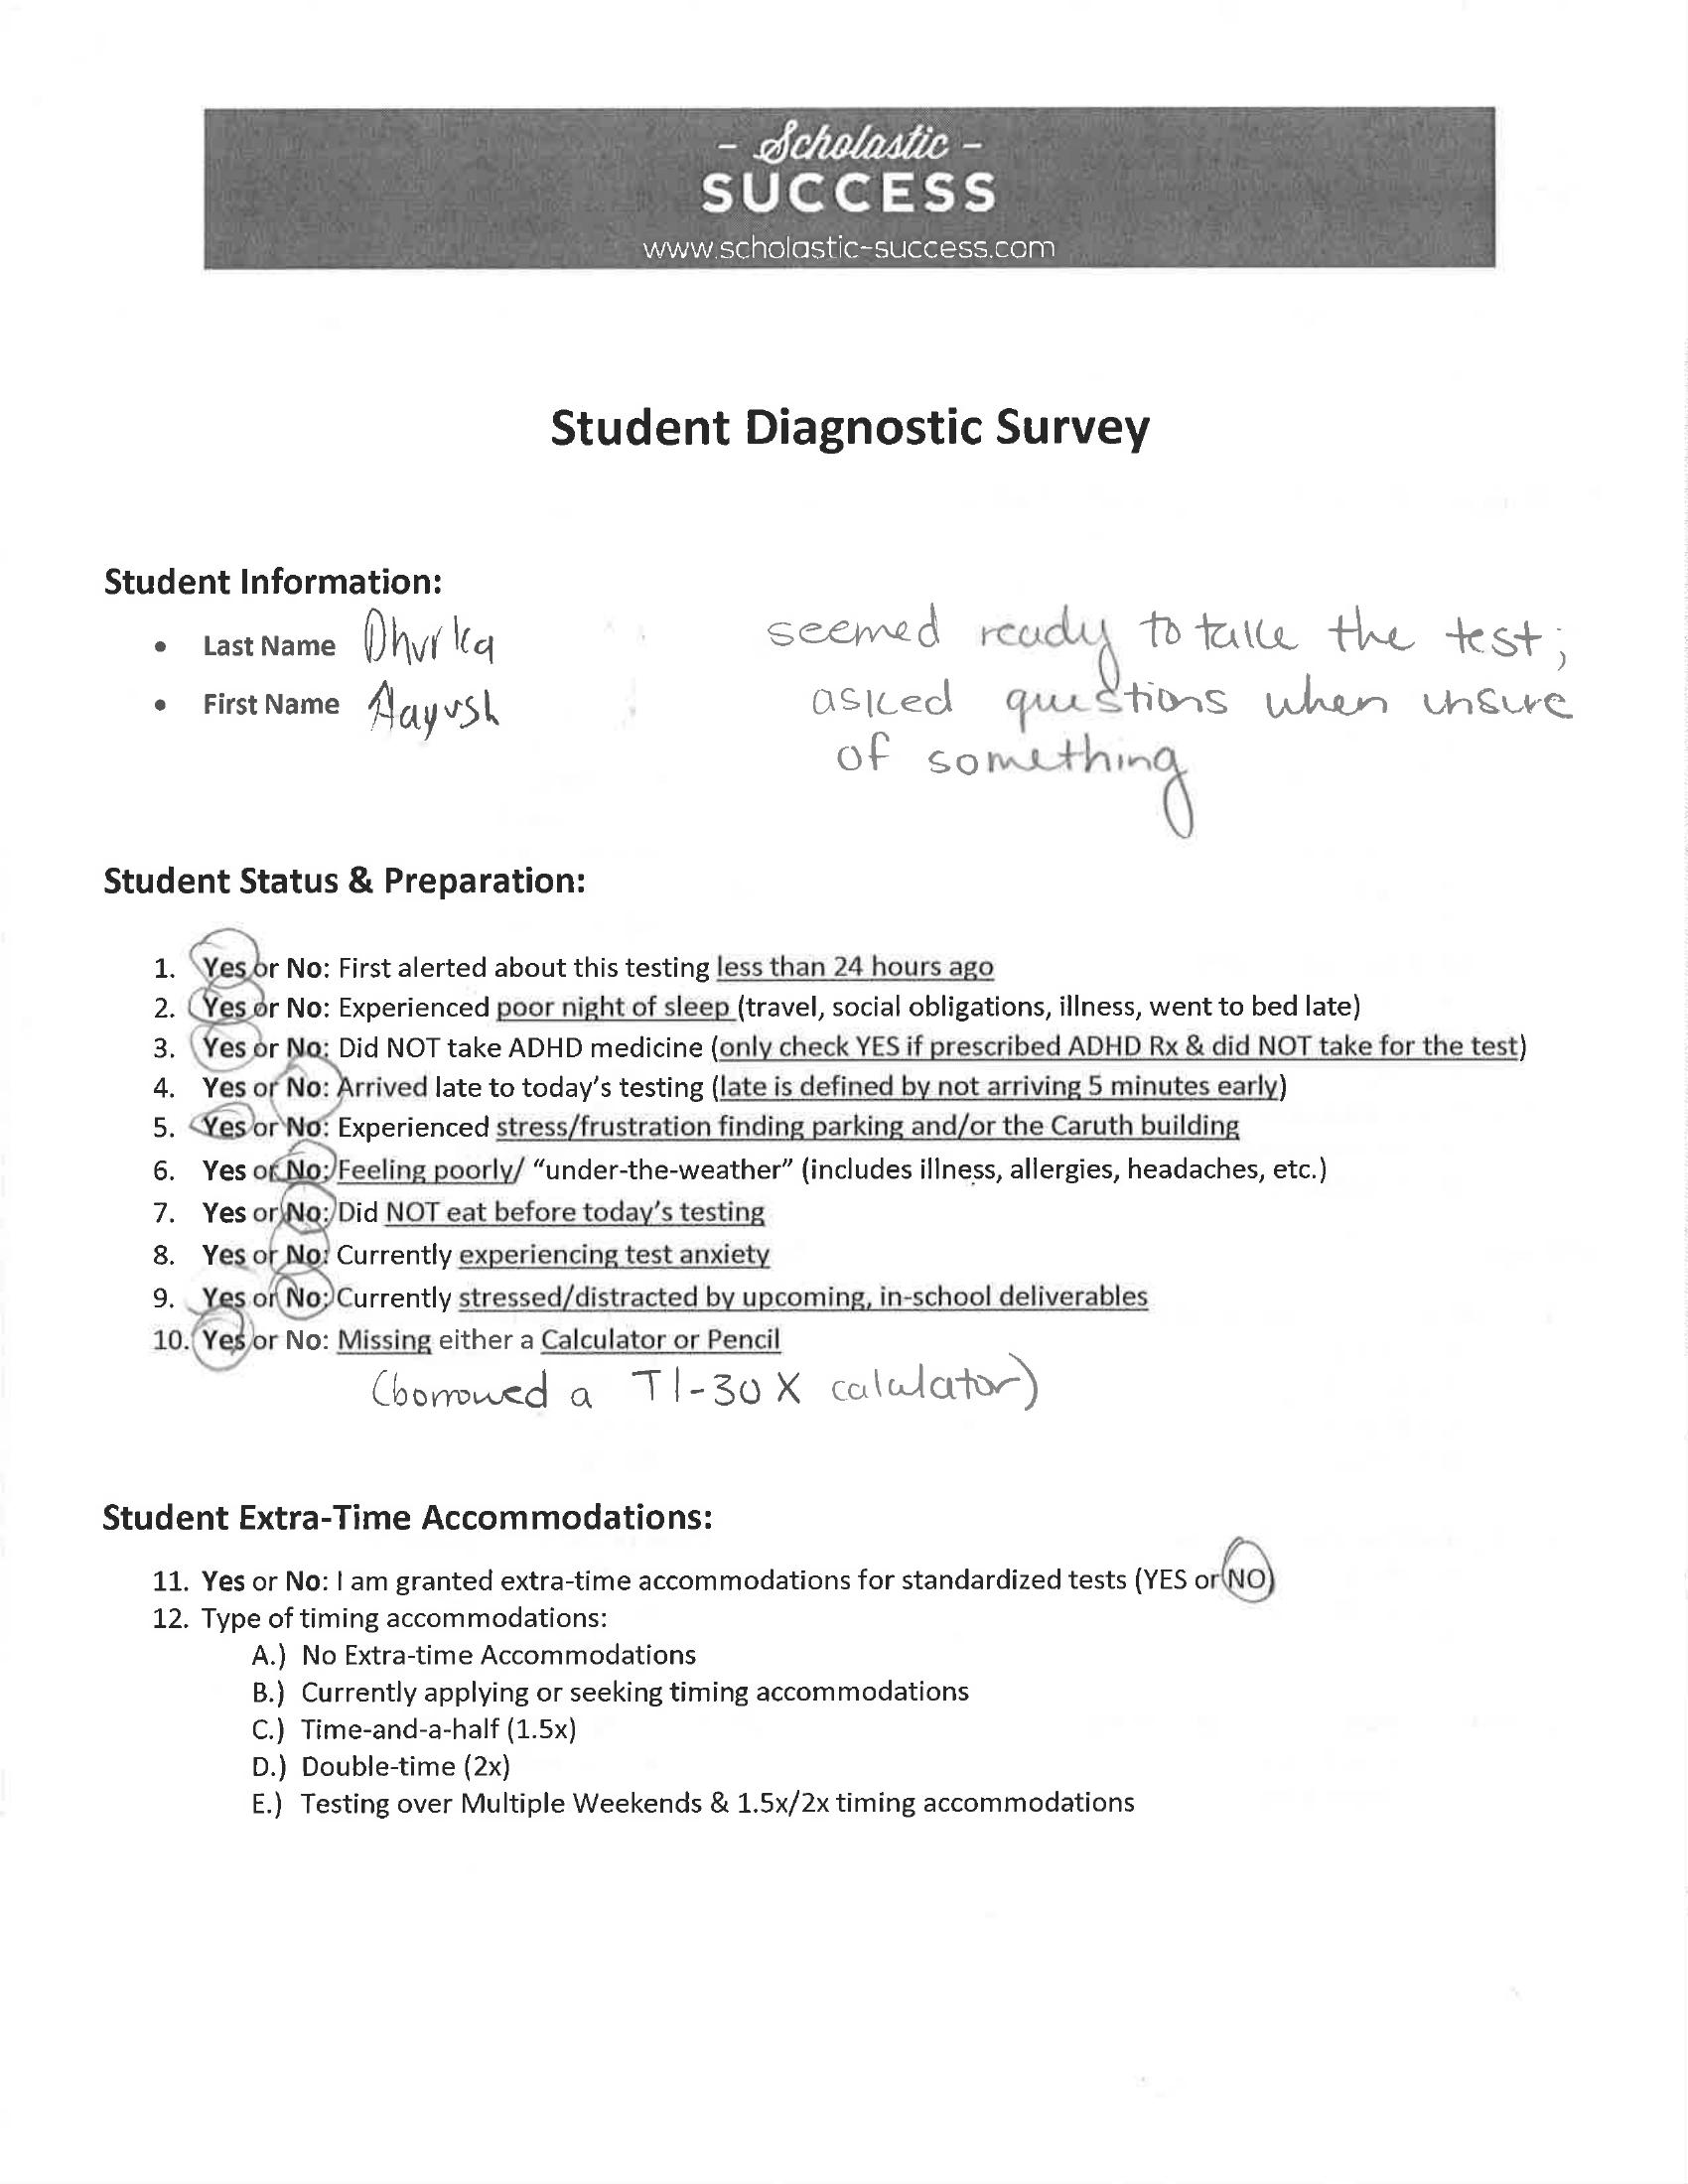 - Scholastic -
SUCCESS
www.scholastic-success.com
Student Diagnostic Survey
Student Information:
• Last Name Dhurka
• First Name Aayush
seemed ready to take the test;
asked questions when unsure
of something
Student Status & Preparation:
1. Yes or No: First alerted about this testing less than 24 hours ago
2. Yes or No: Experienced poor night of sleep (travel, social obligations, illness, went to bed late)
3. Yes or No: Did NOT take ADHD medicine (only check YES if prescribed ADHD Rx & did NOT take for the test)
4. Yes or No: Arrived late to today's testing (late is defined by not arriving 5 minutes early)
5. Yes or No: Experienced stress/frustration finding parking and/or the Caruth building
6. Yes or No: Feeling poorly/ "under-the-weather" (includes illness, allergies, headaches, etc.)
7. Yes or No: Did NOT eat before today's testing
8. Yes or No: Currently experiencing test anxiety
9. Yes or No: Currently stressed/distracted by upcoming, in-school deliverables
10. Yes or No: Missing either a Calculator or Pencil
(borrowed a TI-30X calculator)
Student Extra-Time Accommodations:
11. Yes or No: I am granted extra-time accommodations for standardized tests (YES or NO)
12. Type of timing accommodations:
A.) No Extra-time Accommodations
B.) Currently applying or seeking timing accommodations
C.) Time-and-a-half (1.5x)
D.) Double-time (2x)
E.) Testing over Multiple Weekends & 1.5x/2x timing accommodations